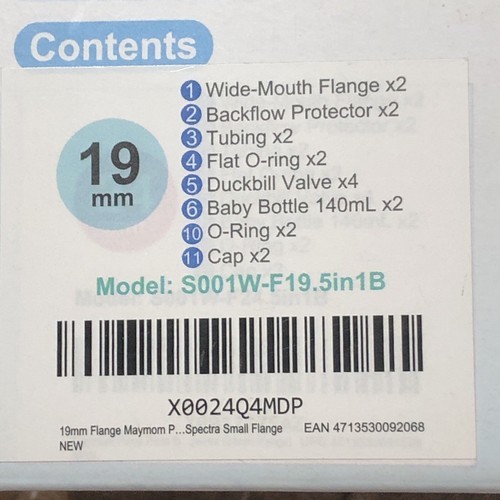 Contents
1 Wide-Mouth Flange x2
2 Backflow Protector x2
3 Tubing x2
4 Flat O-ring x2
5 Duckbill Valve x4
6 Baby Bottle 140mL x2
10 O-Ring x2
11 Cap x2
19
mm
Model: S001W-F19.5in1B
X0024Q4MDP
19mm Flange Maymom P...Spectra Small Flange EAN 4713530092068
NEW